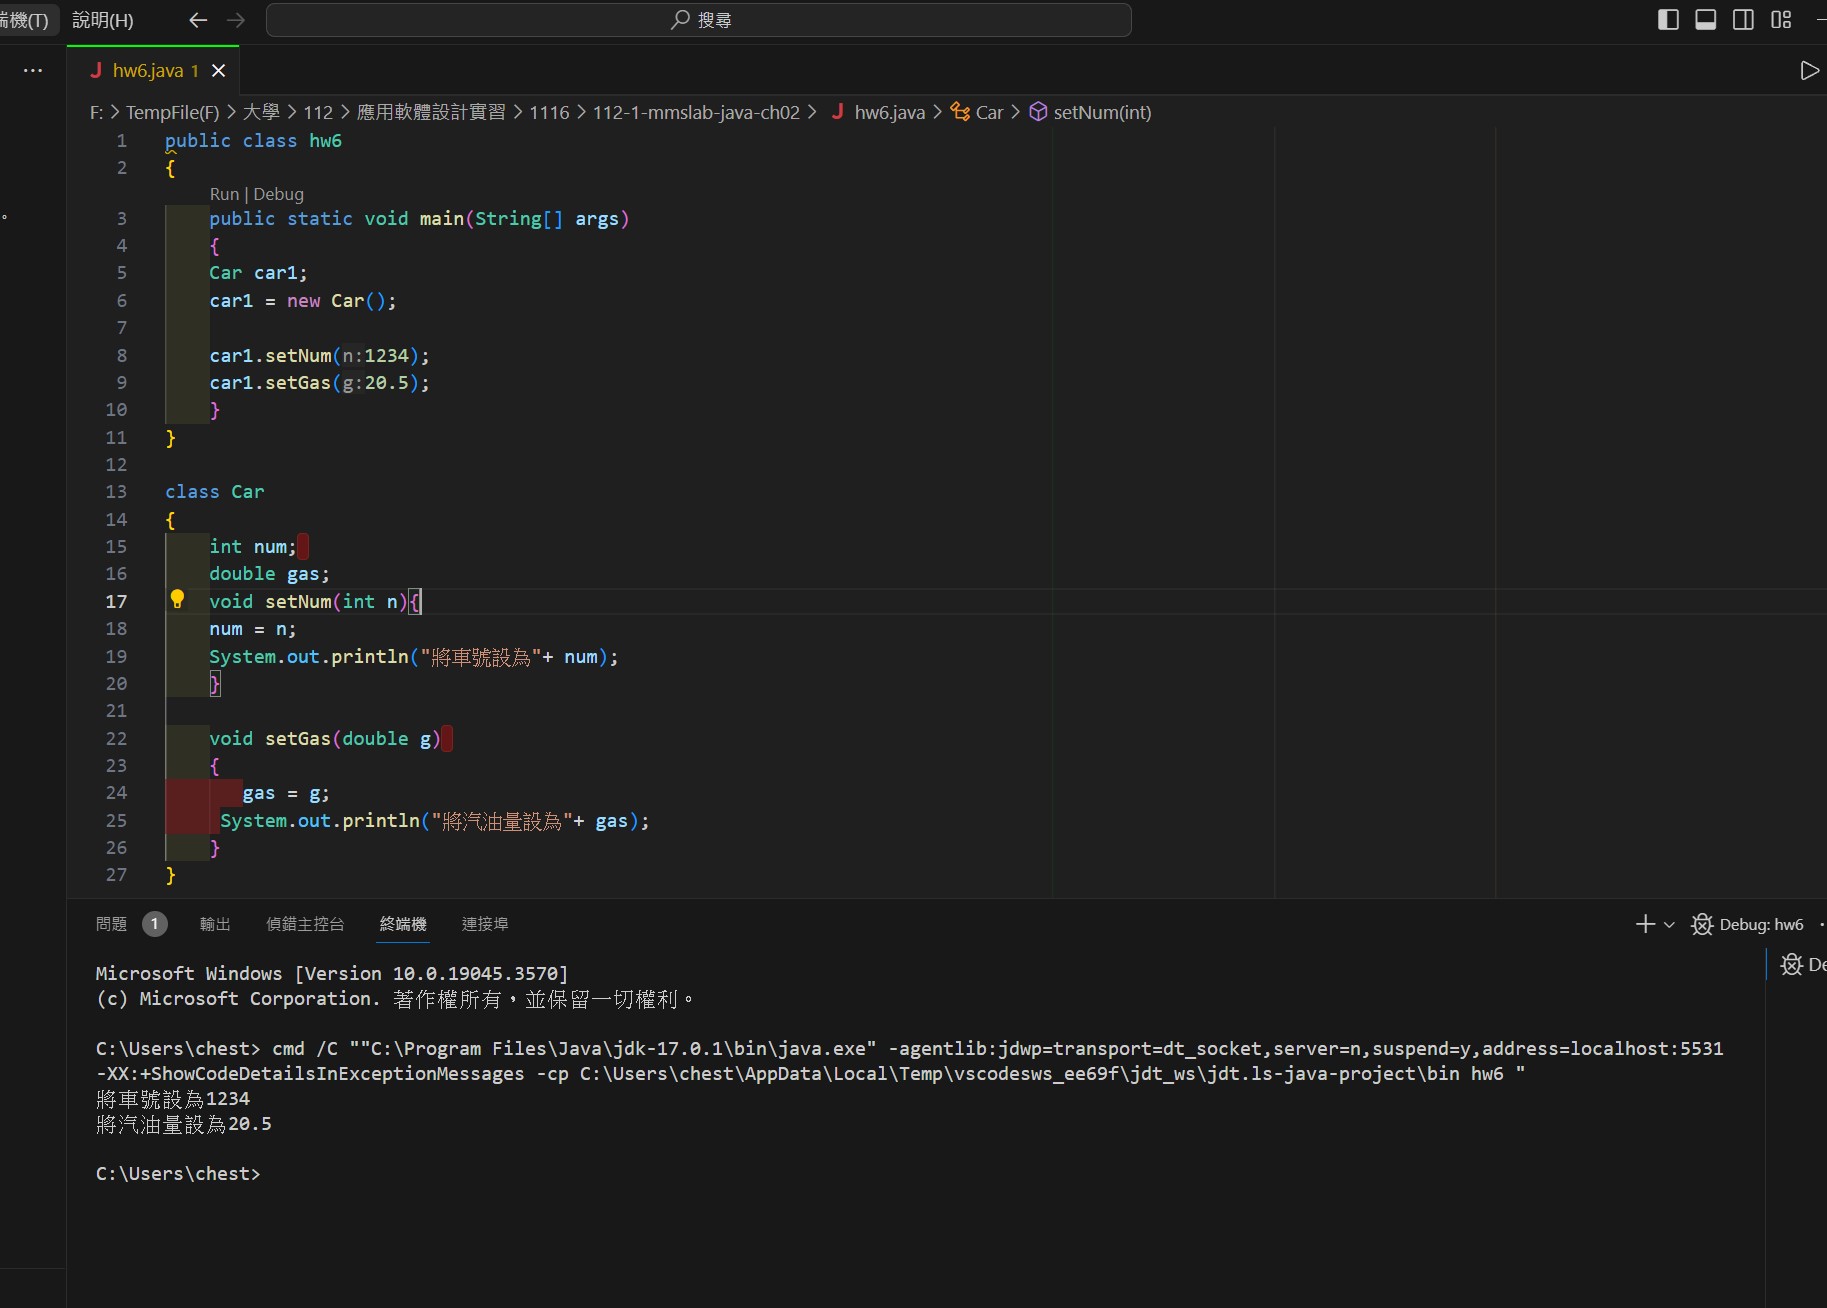 端機(T) 說明(H) 搜尋
hw6.java 1
F: > TempFile(F) > 大學 > 112 > 應用軟體設計實習 > 1116 > 112-1-mmslab-java-ch02 > J hw6.java > Car > setNum(int)
1 public class hw6
2 {
Run | Debug
3 public static void main(String[] args)
4 {
5 Car car1;
6 car1 = new Car();
7
8 car1.setNum(n:1234);
9 car1.setGas(g:20.5);
10 }
11 }
12
13 class Car
14 {
15 int num;
16 double gas;
17 void setNum(int n){
18 num = n;
19 System.out.println("將車號設為"+ num);
20 }
21
22 void setGas(double g)
23 {
24 gas = g;
25 System.out.println("將汽油量設為"+ gas);
26 }
27 }
問題 1 輸出 偵錯主控台 終端機 連接埠 Debug: hw6
Microsoft Windows [Version 10.0.19045.3570]
(c) Microsoft Corporation. 著作權所有，並保留一切權利。
C:\Users\chest> cmd /C ""C:\Program Files\Java\jdk-17.0.1\bin\java.exe" -agentlib:jdwp=transport=dt_socket,server=n,suspend=y,address=localhost:5531
-XX:+ShowCodeDetailsInExceptionMessages -cp C:\Users\chest\AppData\Local\Temp\vscodesws_ee69f\jdt_ws\jdt.ls-java-project\bin hw6 "
將車號設為1234
將汽油量設為20.5
C:\Users\chest>